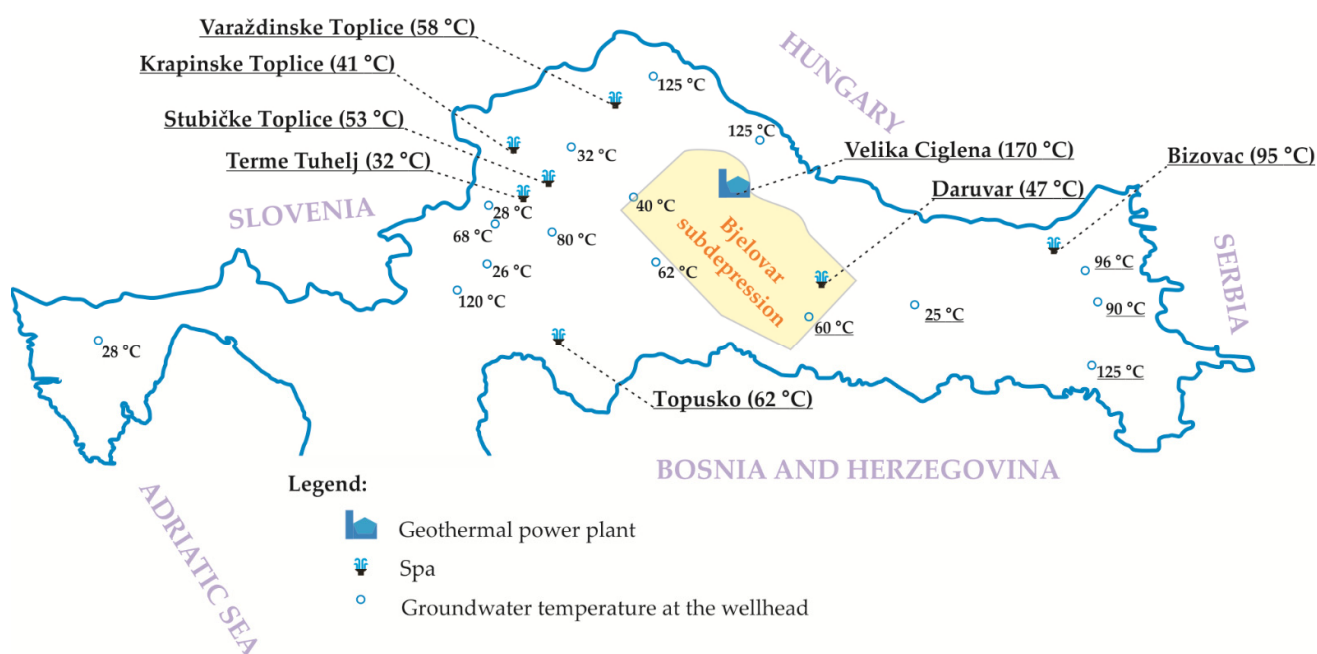 Varaždinske Toplice (58 °C)
Krapinske Toplice (41 °C)
Stubičke Toplice (53 °C)
Terme Tuhelj (32 °C)
HUNGARY
125 °C
125 °C
32 °C
Velika Ciglena (170 °C)
Bizovac (95 °C)
Daruvar (47 °C)
SLOVENIA
28 °C
40 °C
68 °C
80 °C
Bjelovar
subdepression
SERBIA
26 °C
62 °C
96 °C
120 °C
60 °C
25 °C
90 °C
28 °C
125 °C
Topusko (62 °C)
BOSNIA AND HERZEGOVINA
ADRIATIC SEA
Legend:
Geothermal power plant
Spa
Groundwater temperature at the wellhead